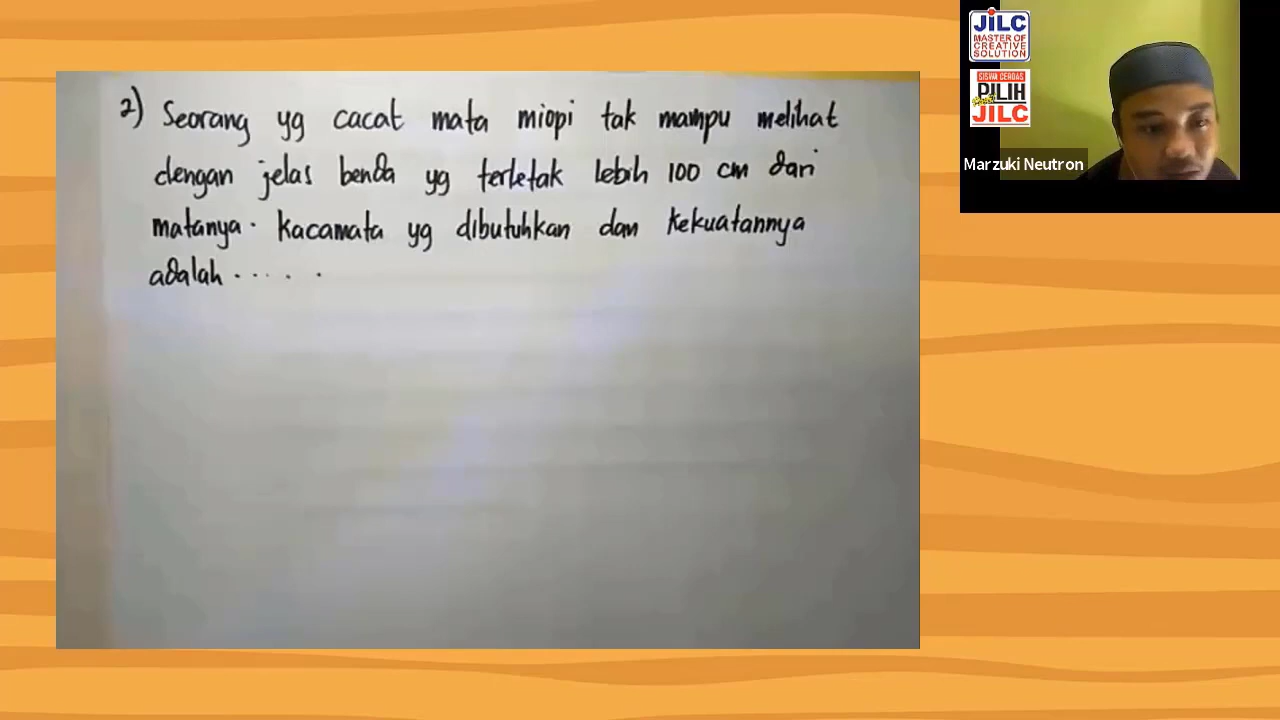 2) Seorang yg cacat mata miopi tak mampu melihat
dengan jelas benda yg terletak lebih 100 cm dari
matanya. Kacamata yg dibutuhkan dan kekuatannya
adalah . . . . .
JILC
MASTER OF
CREATIVE
SOLUTION
SISWA CERDAS
PILIH
JILC
Marzuki Neutron